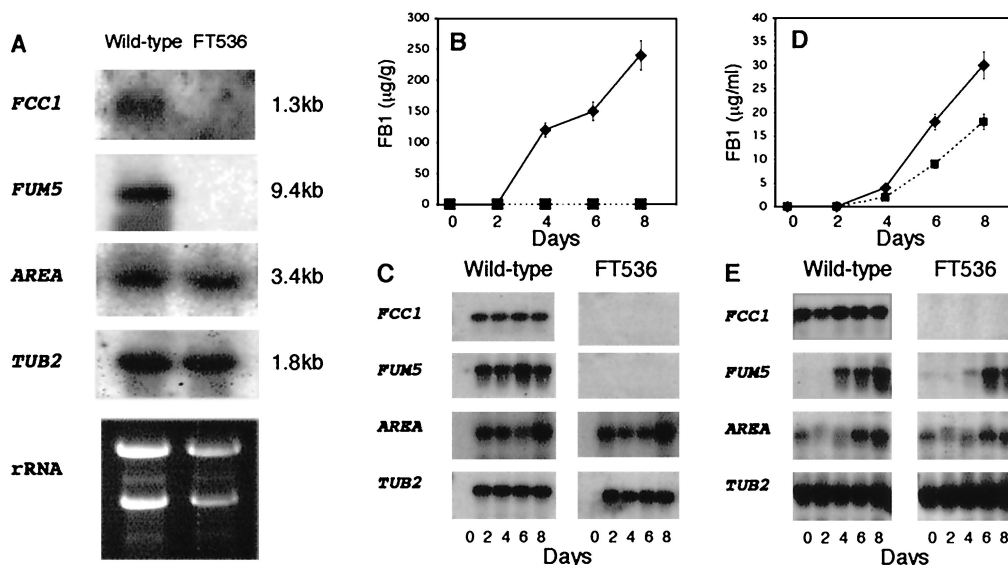 A
Wild-type FT536
FCC1 1.3kb
FUM5 9.4kb
AREA 3.4kb
TUB2 1.8kb
rRNA
B
FB1 (µg/g)
300
250
200
150
100
50
0
0 2 4 6 8
Days
C
Wild-type FT536
FCC1
FUM5
AREA
TUB2
0 2 4 6 8 0 2 4 6 8
Days
D
FB1 (µg/ml)
40
35
30
25
20
15
10
5
0
0 2 4 6 8
Days
E
Wild-type FT536
FCC1
FUM5
AREA
TUB2
0 2 4 6 8 0 2 4 6 8
Days